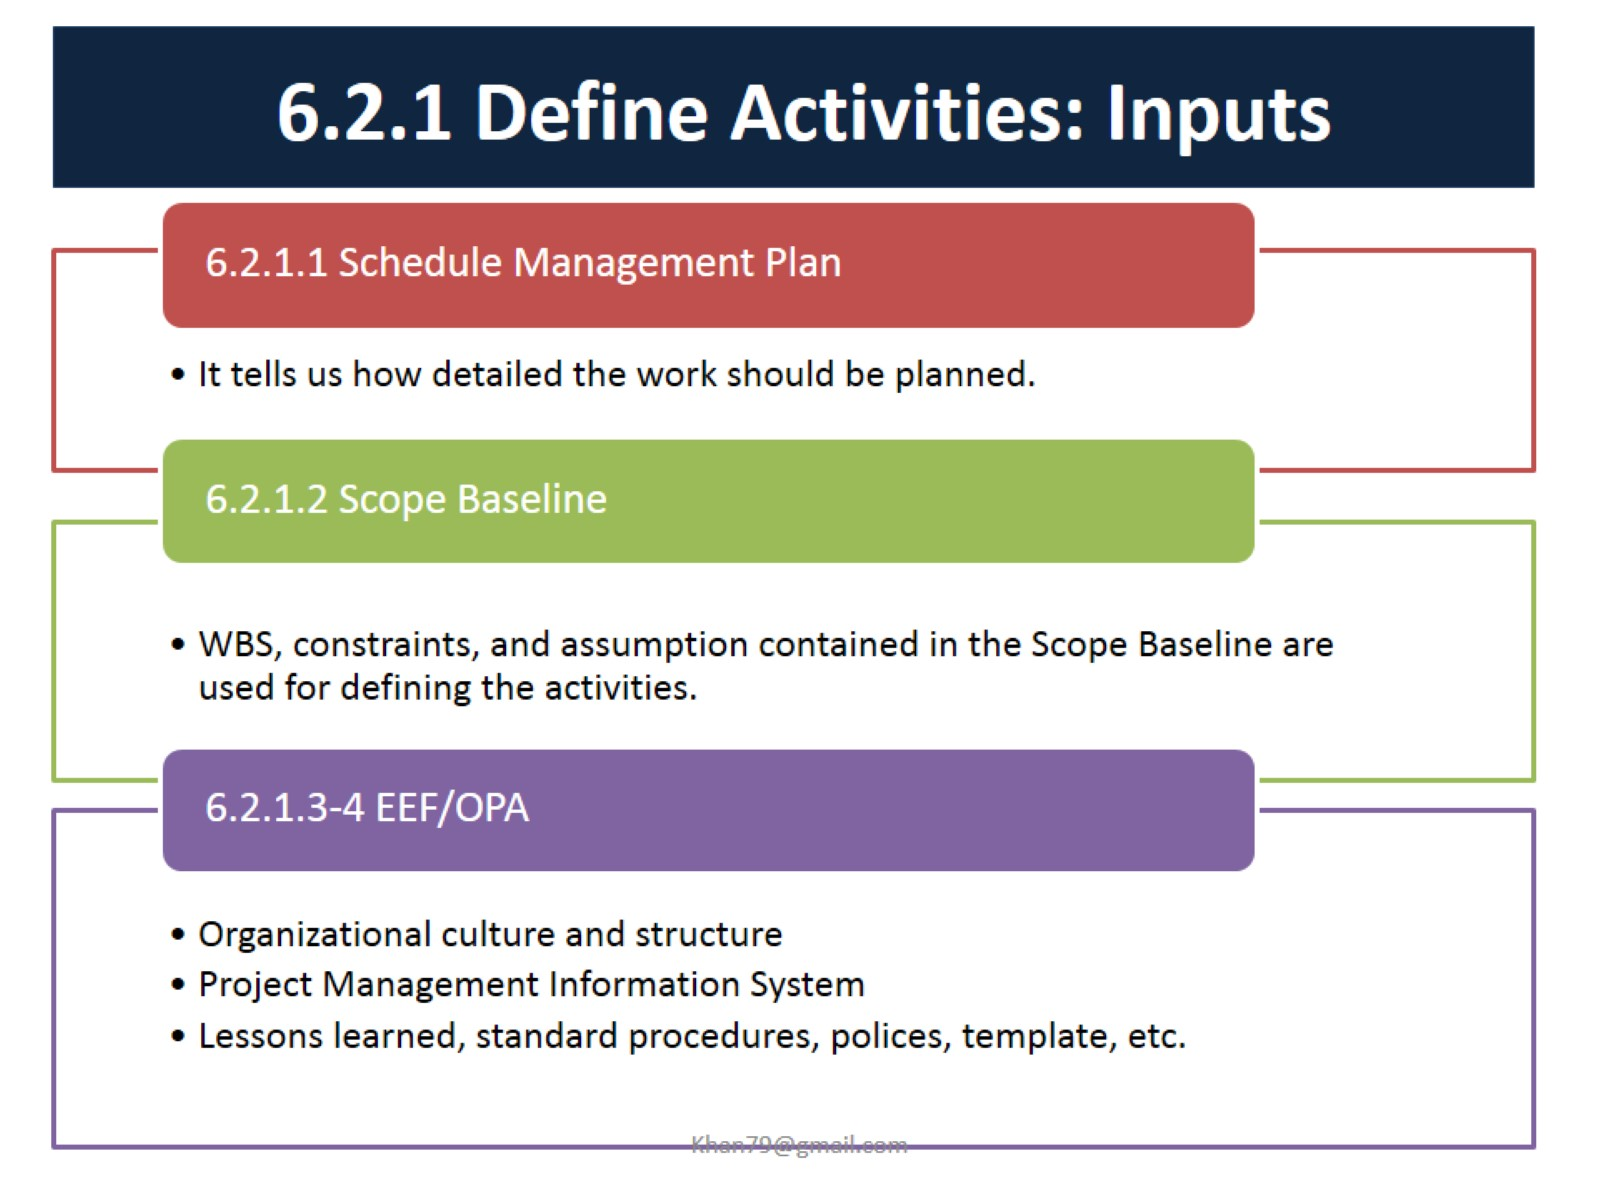 6.2.1 Define Activities: Inputs
6.2.1.1 Schedule Management Plan
• It tells us how detailed the work should be planned.
6.2.1.2 Scope Baseline
• WBS, constraints, and assumption contained in the Scope Baseline are
used for defining the activities.
6.2.1.3-4 EEF/OPA
• Organizational culture and structure
• Project Management Information System
• Lessons learned, standard procedures, polices, template, etc.
Khan79@gmail.com